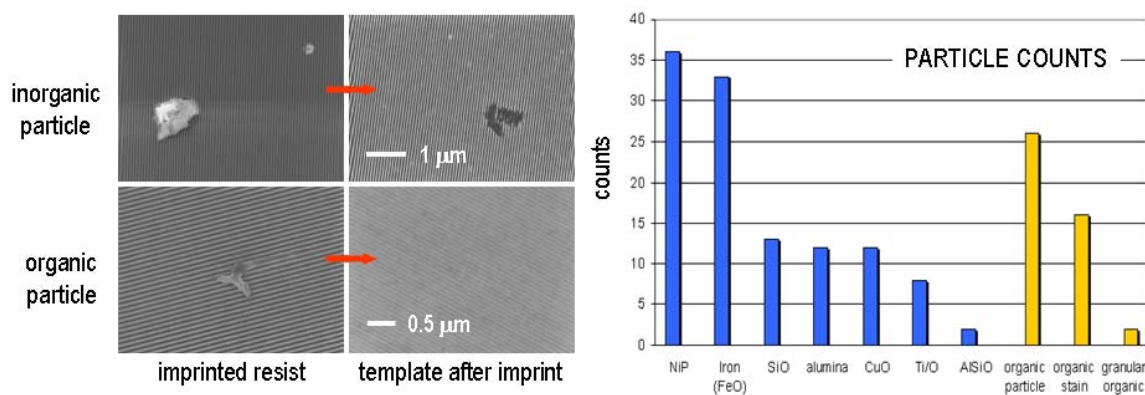 inorganic
particle
1 µm
organic
particle
0.5 µm
imprinted resist
template after imprint
PARTICLE COUNTS
counts
40
35
30
25
20
15
10
5
0
NiP
Iron
(FeO)
SiO
alumina
CuO
Ti/O
AlSiO
organic
particle
organic
stain
granular
organic